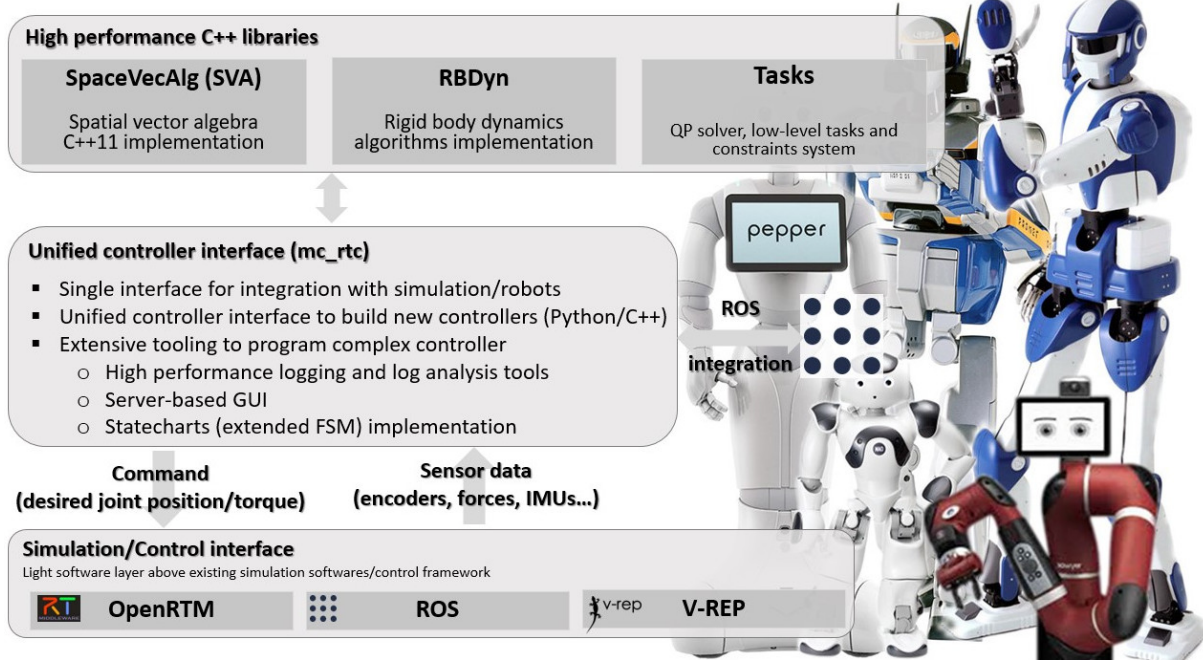 High performance C++ libraries
SpaceVecAlg (SVA)
Spatial vector algebra
C++11 implementation
RBDyn
Rigid body dynamics
algorithms implementation
Tasks
QP solver, low-level tasks and
constraints system
pepper
Unified controller interface (mc_rtc)
▪ Single interface for integration with simulation/robots
▪ Unified controller interface to build new controllers (Python/C++)
▪ Extensive tooling to program complex controller
o High performance logging and log analysis tools
o Server-based GUI
o Statecharts (extended FSM) implementation
ROS
integration
Command
(desired joint position/torque)
Sensor data
(encoders, forces, IMUs...)
Simulation/Control interface
Light software layer above existing simulation softwares/control framework
RT
MIDDLEWARE
OpenRTM
ROS
v-rep
V-REP